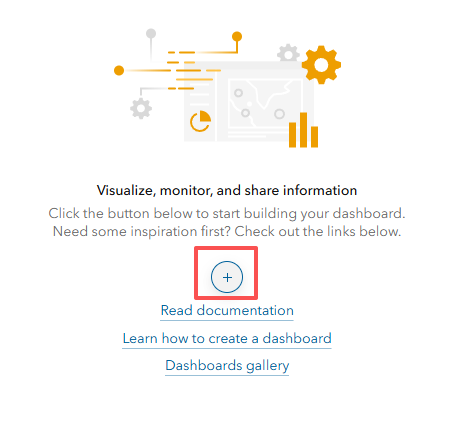 Visualize, monitor, and share information
Click the button below to start building your dashboard.
Need some inspiration first? Check out the links below.
+
Read documentation
Learn how to create a dashboard
Dashboards gallery